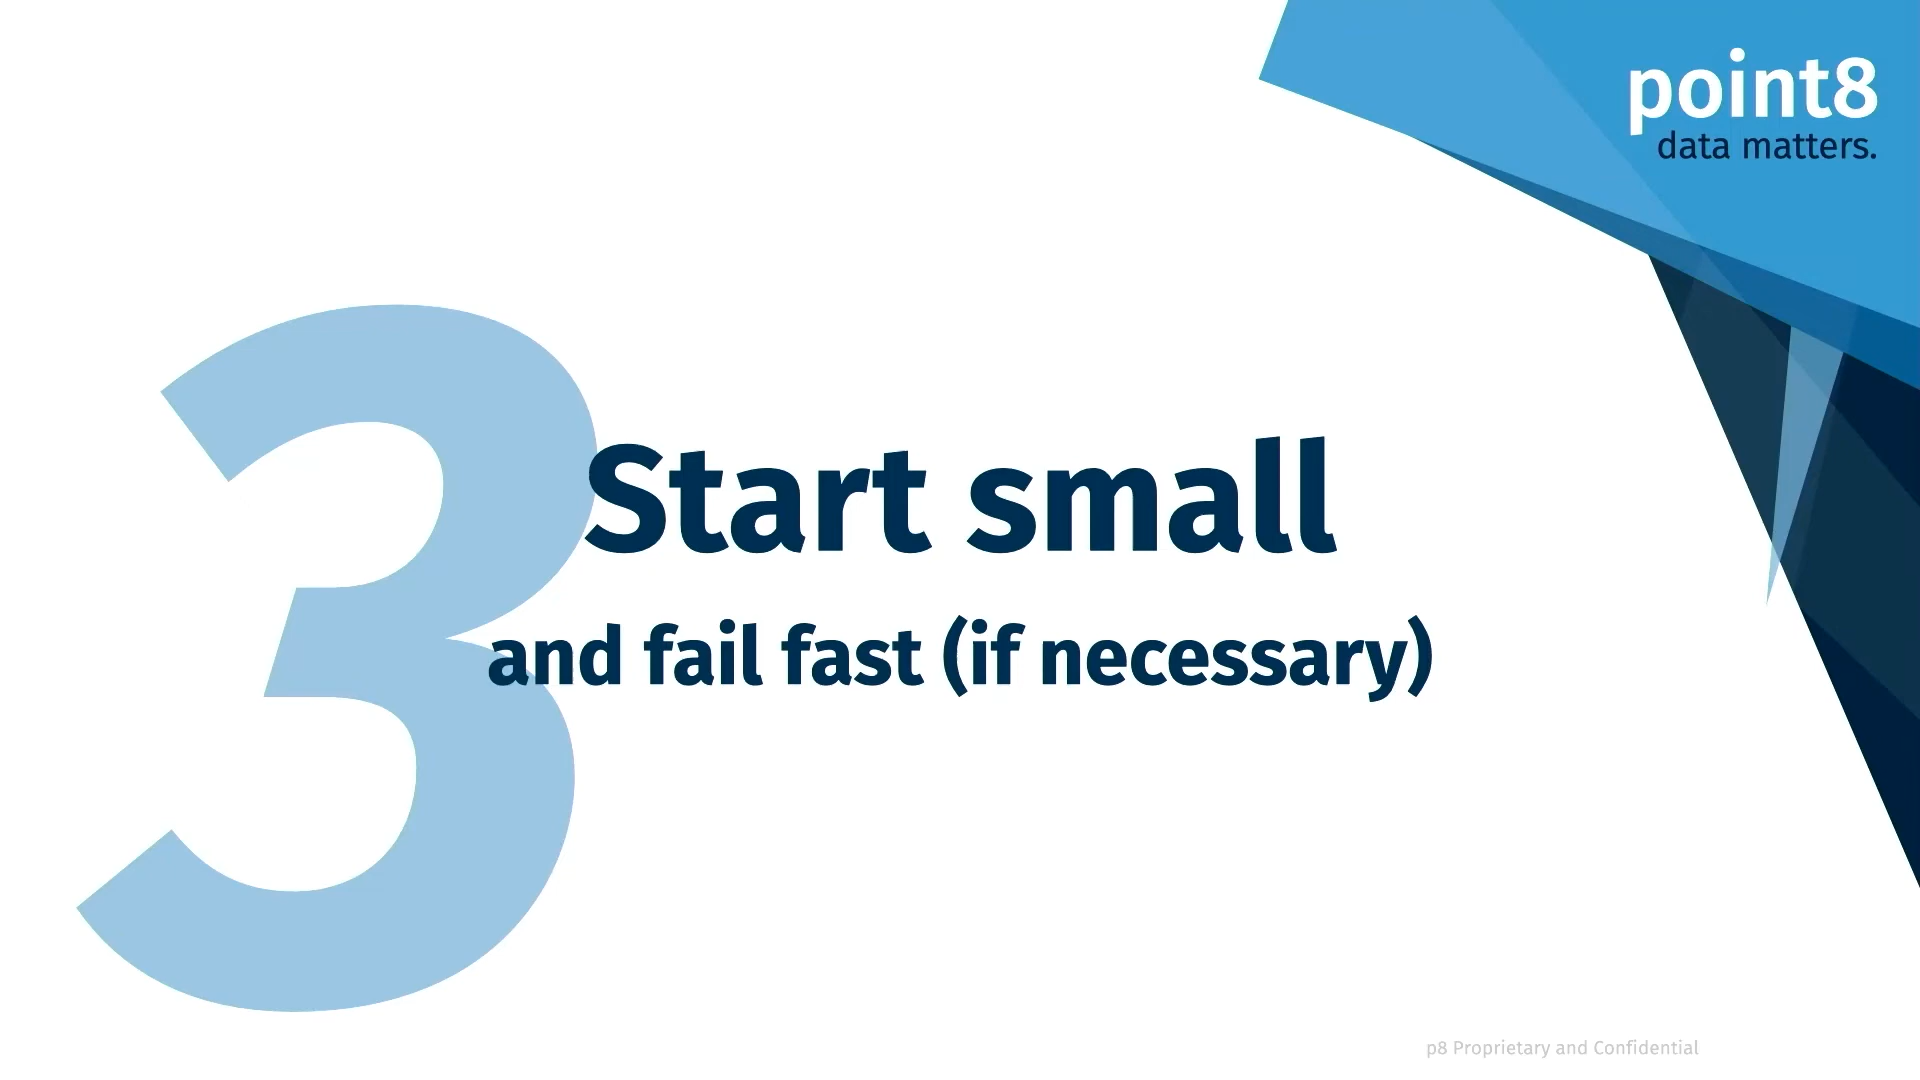 point8
data matters.
3
Start small
and fail fast (if necessary)
p8 Proprietary and Confidential